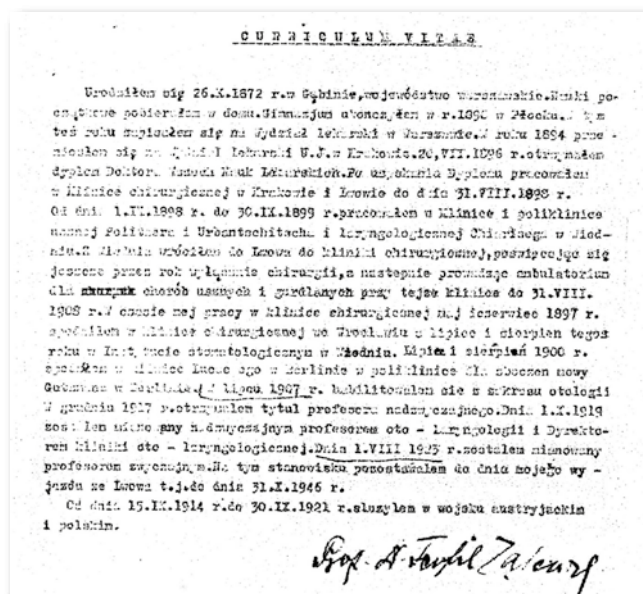 CURRICULUM VITAE
Urodziłem się 26.X.1872 r.w Gąbinie,województwo warszawskie.Nauki po-
czątkowe pobierałem w domu.Gimnazjum ukończyłem w r.1890 w Płocku.W tym
roku zapisałem się na Wydział lekarski w Warszawie.W roku 1894 prze-
niosłem się na Wydział Lekarski U.J.w Krakowie.20,VII.1896 r.otrzymałem
dyplom Doktora Wszech Nauk Lekarskich.Po uzyskaniu Dyplomu pracowałem
w Klinice chirurgicznej w Krakowie i Lwowie do dnia 31.VIII.1898 r.
Od dnia 1.IX.1898 r. do 30.IX.1899 r.pracowałem w Klinice i poliklinice
usznej Politzera i Urbantschitscha i laryngologicznej Chiariego w Wied-
niu.Z Wiednia wróciłem do Lwowa do kliniki chirurgicznej,poświęcając się
jeszcze przez rok wyłącznie chirurgii,a następnie prowadząc ambulatorium
dla chorób usznych i gardlanych przy tejże klinice do 31.VIII.
1908 r.W czasie mej pracy w klinice chirurgicznej maj iczerwiec 1897 r.
spędziłem w klinice chirurgicznej we Wrocławiu a lipiec i sierpień tegoż
roku w Instytucie stomatologicznym w Wiedniu. Lipiec i sierpień 1900 r.
spędziłem w klinice w Berlinie w poliklinice dla
w Berlinie.W lipcu 1907 r. habilitowałem się z zakresu otologii
W grudniu 1917 r.otrzymałem tytuł profesora nadzwyczajnego.Dnia 1.X.1919
zostałem mianowany nadzwyczajnym profesorem oto - laryngologii i Dyrekto-
rem kliniki oto - laryngologicznej.Dnia 1.VIII 1923 r.zostałem mianowany
profesorem zwyczajnym.Na tym stanowisku pozostawałem do dnia mojego wy -
jazdu ze Lwowa t.j.do dnia 31.X.1946 r.
Od dnia 15.IX.1914 r.do 30.IX.1921 r.służyłem w wojsku austryjackim
i polskim.
Prof. Teofil Zalewski